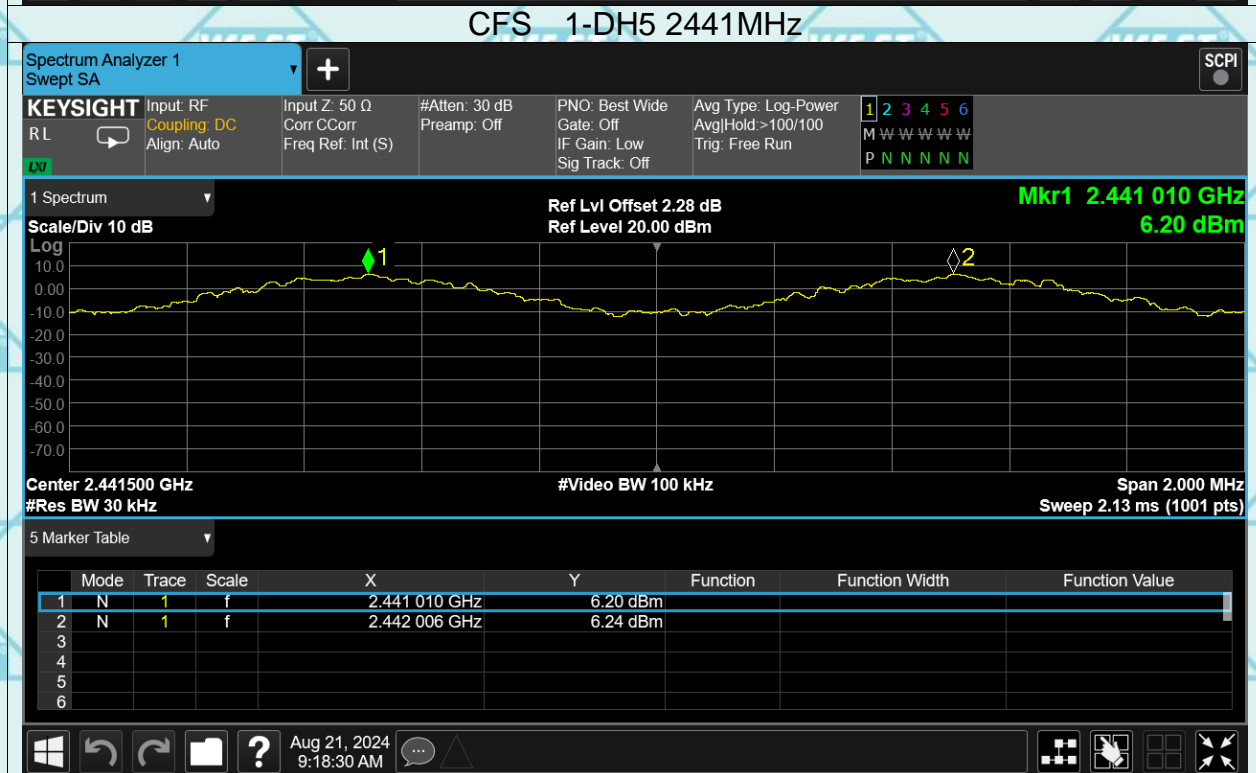 CFS 1-DH5 2441MHz
Spectrum Analyzer 1
Swept SA
+
SCPI
KEYSIGHT Input: RF Input Z: 50 Ω #Atten: 30 dB PNO: Best Wide Avg Type: Log-Power 1 2 3 4 5 6
RL Coupling: DC Corr CCorr Preamp: Off Gate: Off Avg|Hold:>100/100 M W W W W W
Align: Auto Freq Ref: Int (S) IF Gain: Low Trig: Free Run P N N N N N
LXI Sig Track: Off
1 Spectrum Ref Lvl Offset 2.28 dB Mkr1 2.441 010 GHz
Scale/Div 10 dB Ref Level 20.00 dBm 6.20 dBm
Log
1 2
10.0
0.00
-10.0
-20.0
-30.0
-40.0
-50.0
-60.0
-70.0
Center 2.441500 GHz #Video BW 100 kHz Span 2.000 MHz
#Res BW 30 kHz Sweep 2.13 ms (1001 pts)
5 Marker Table
Mode Trace Scale X Y Function Function Width Function Value
1 N 1 f 2.441 010 GHz 6.20 dBm
2 N 1 f 2.442 006 GHz 6.24 dBm
3
4
5
6
? Aug 21, 2024
9:18:30 AM